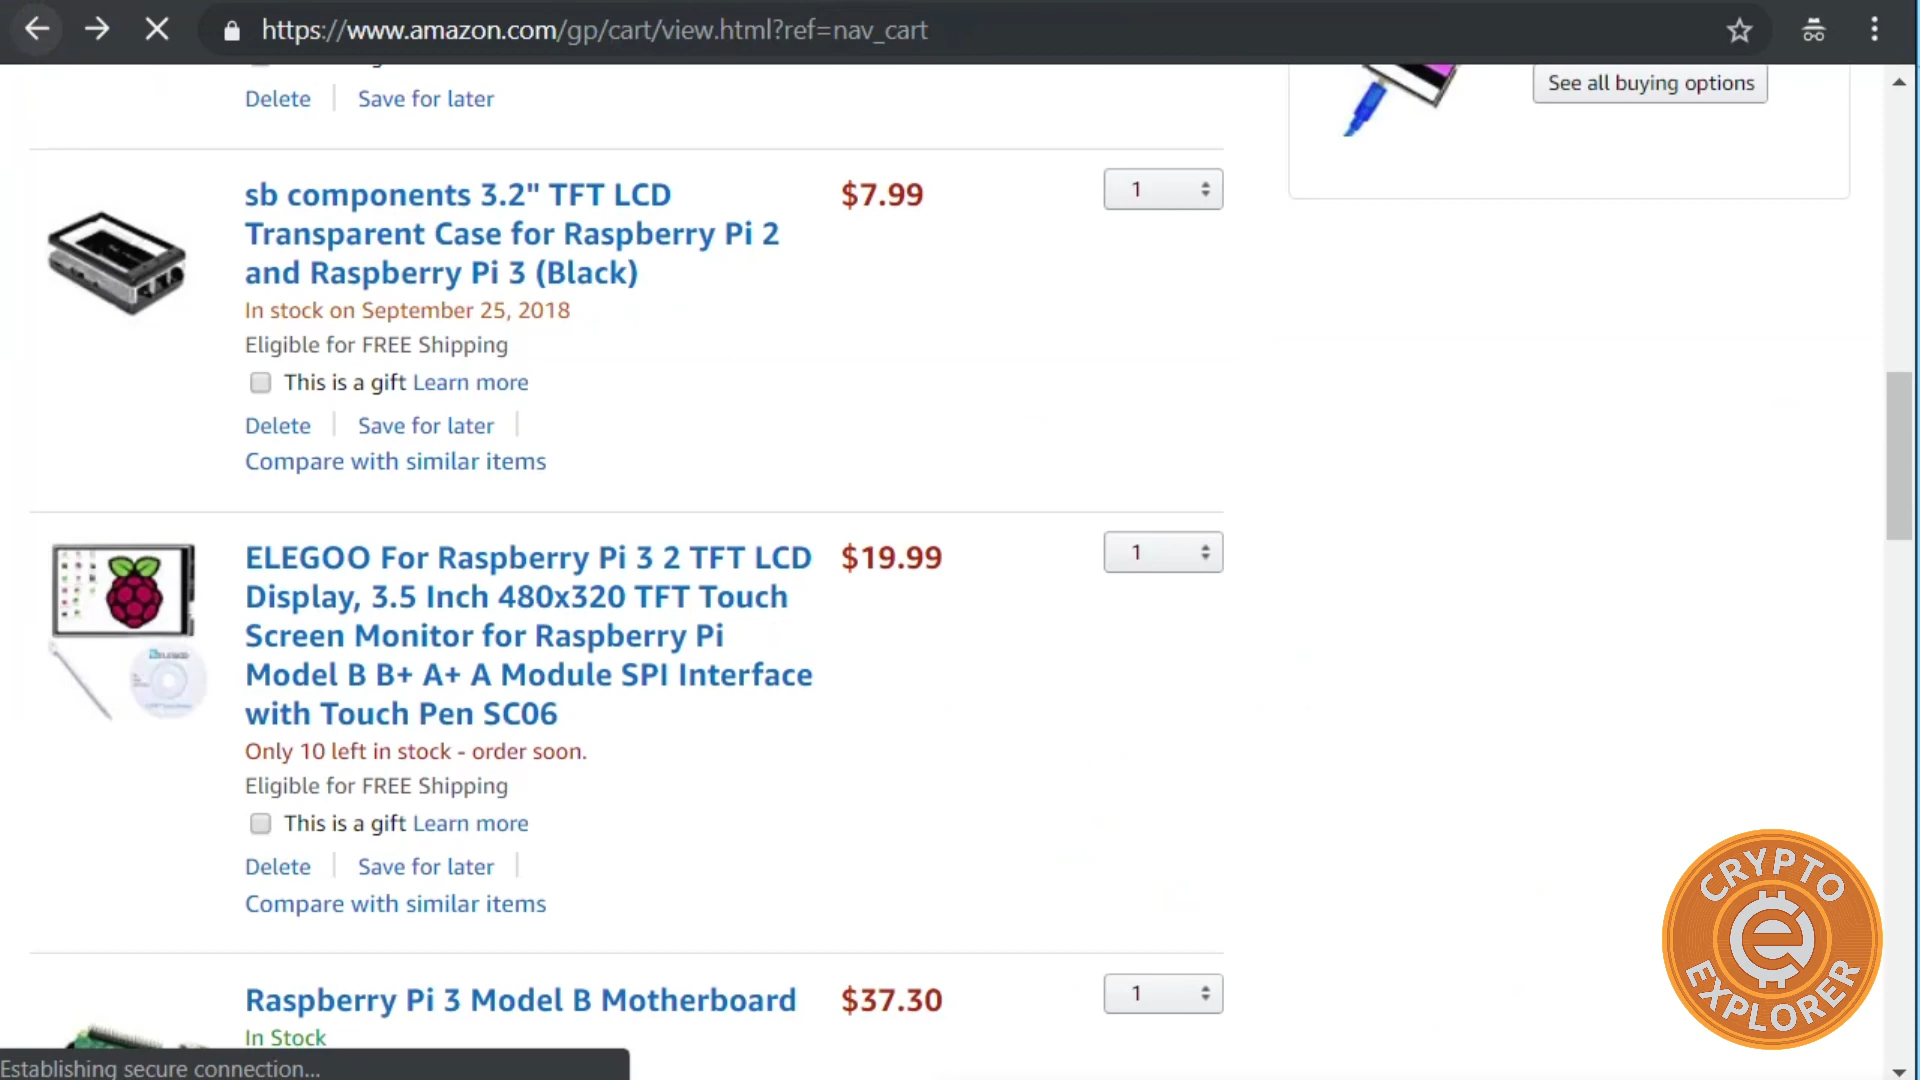 https://www.amazon.com/gp/cart/view.html?ref=nav_cart
Delete Save for later
See all buying options
sb components 3.2" TFT LCD
Transparent Case for Raspberry Pi 2
and Raspberry Pi 3 (Black)
$7.99
1
In stock on September 25, 2018
Eligible for FREE Shipping
This is a gift Learn more
Delete Save for later
Compare with similar items
ELEGOO For Raspberry Pi 3 2 TFT LCD
Display, 3.5 Inch 480x320 TFT Touch
Screen Monitor for Raspberry Pi
Model B B+ A+ A Module SPI Interface
with Touch Pen SC06
$19.99
1
Only 10 left in stock - order soon.
Eligible for FREE Shipping
This is a gift Learn more
Delete Save for later
Compare with similar items
Raspberry Pi 3 Model B Motherboard
$37.30
1
In Stock
Establishing secure connection...
CRYPTO
EXPLORER